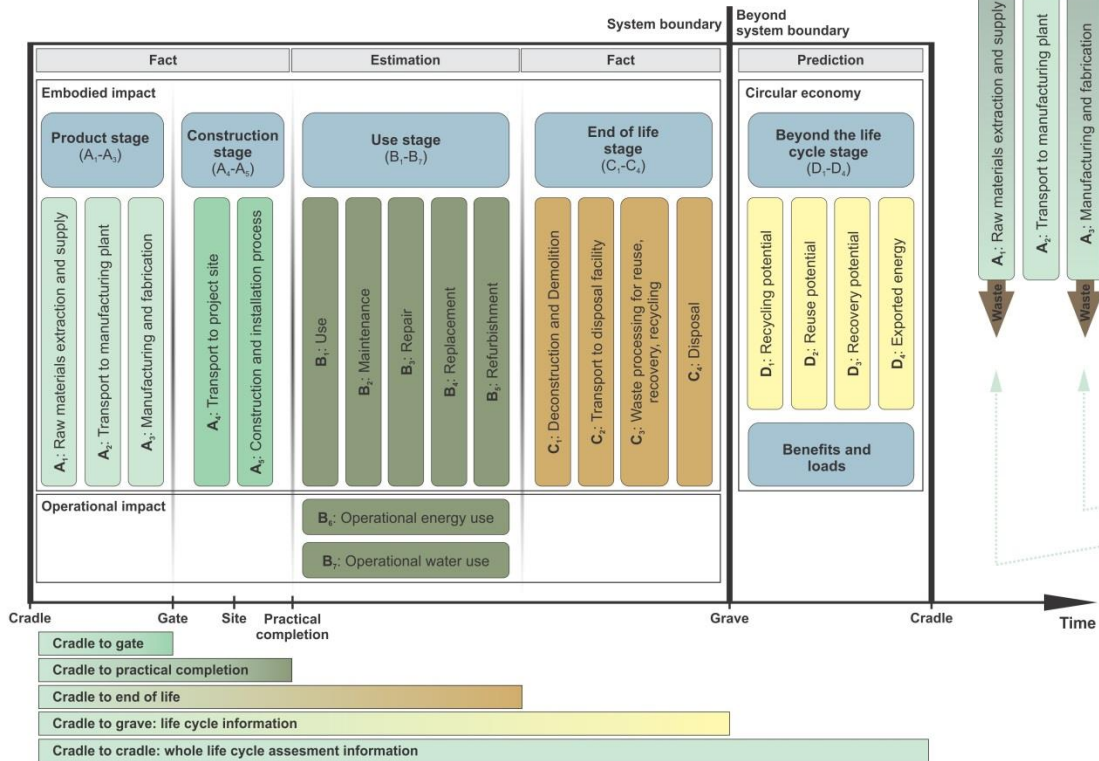 System boundary
Beyond
system boundary
Fact
Estimation
Fact
Prediction
Embodied impact
Circular economy
Product stage
(A₁-A₃)
Construction
stage
(A₄-A₅)
Use stage
(B₁-B₇)
End of life
stage
(C₁-C₄)
Beyond the life
cycle stage
(D₁-D₄)
A₁: Raw materials extraction and supply
A₂: Transport to manufacturing plant
A₃: Manufacturing and fabrication
A₄: Transport to project site
A₅: Construction and installation process
B₁: Use
B₂: Maintenance
B₃: Repair
B₄: Replacement
B₅: Refurbishment
C₁: Deconstruction and Demolition
C₂: Transport to disposal facility
C₃: Waste processing for reuse,
recovery, recycling
C₄: Disposal
D₁: Recycling potential
D₂: Reuse potential
D₃: Recovery potential
D₄: Exported energy
Benefits and
loads
Operational impact
B₆: Operational energy use
B₇: Operational water use
Cradle
Gate
Site
Practical
completion
Grave
Cradle
Time
Cradle to gate
Cradle to practical completion
Cradle to end of life
Cradle to grave: life cycle information
Cradle to cradle: whole life cycle assesment information
A₁: Raw materials extraction and supply
A₂: Transport to manufacturing plant
A₃: Manufacturing and fabrication
Waste
Waste